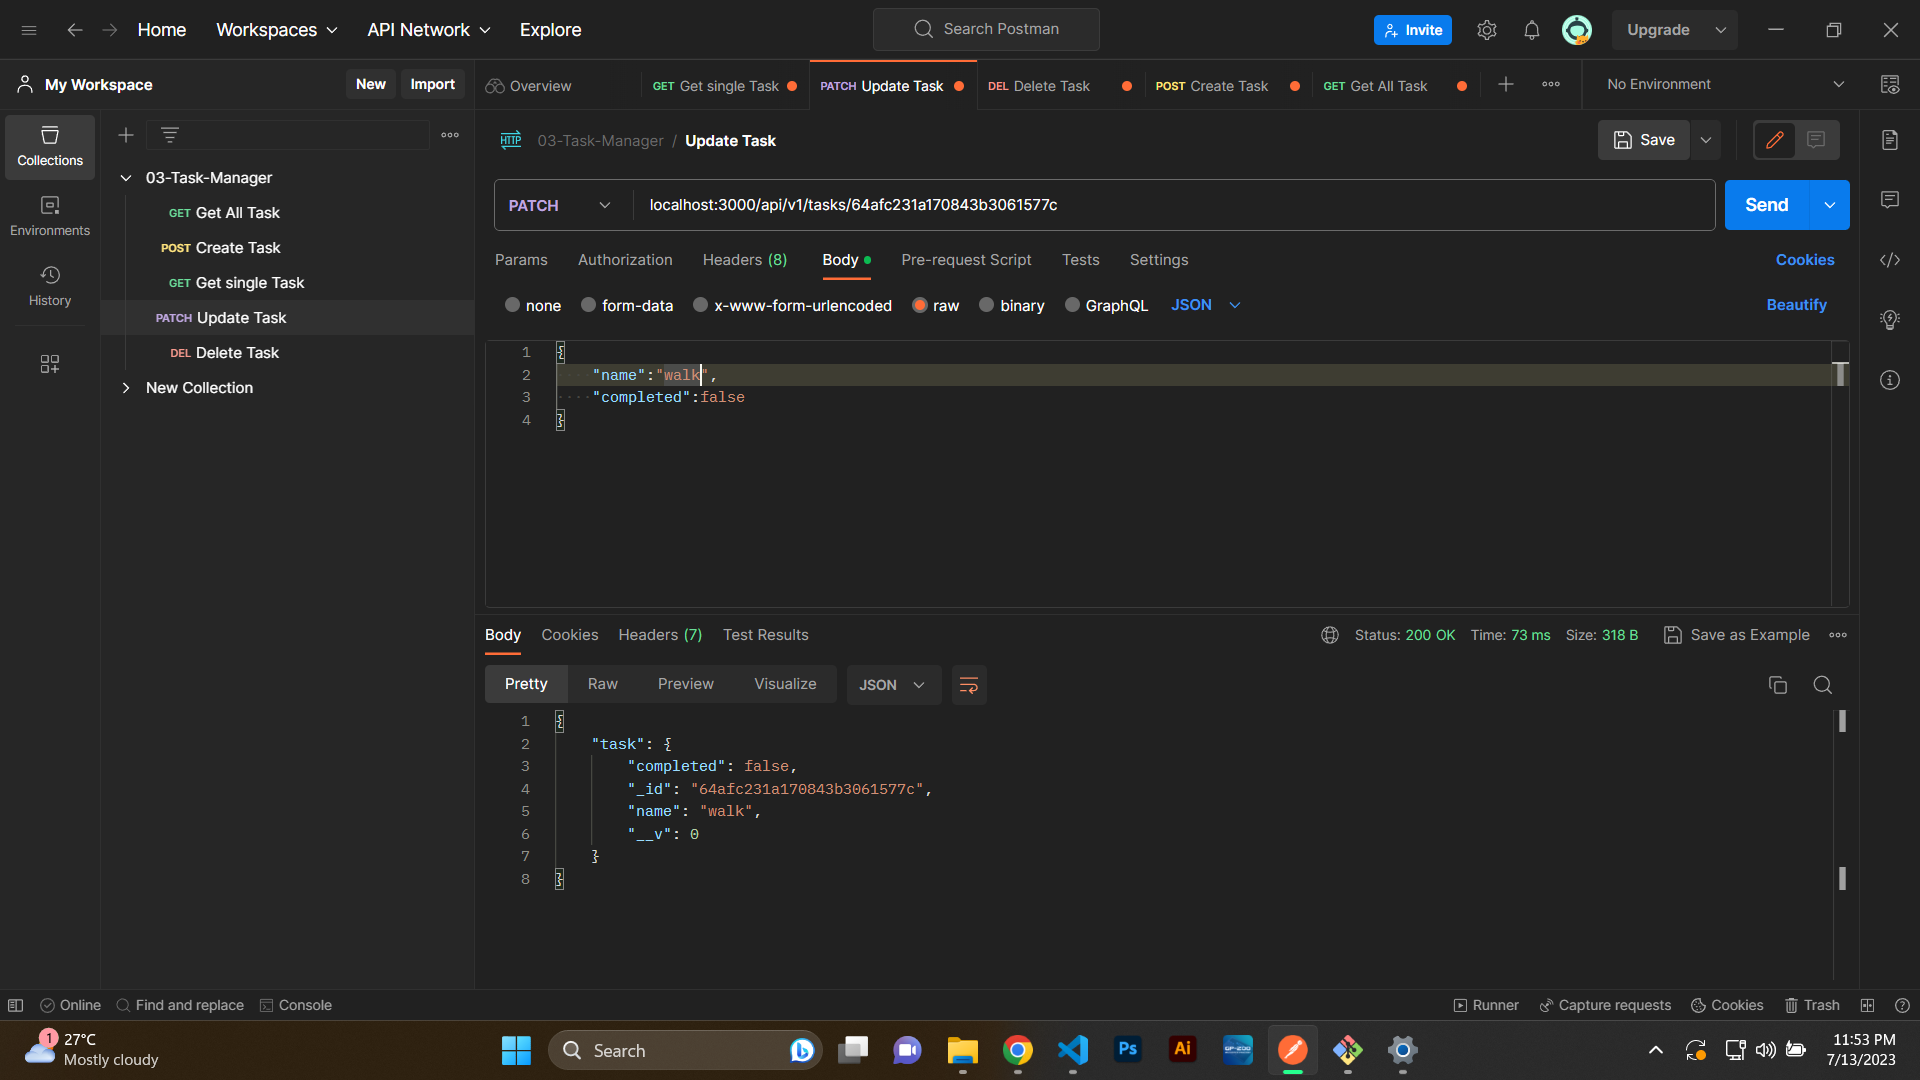 Home
Workspaces
API Network
Explore
Search Postman
Invite
Upgrade
My Workspace
New
Import
Overview
GET Get single Task
PATCH Update Task
DEL Delete Task
POST Create Task
GET Get All Task
No Environment
Collections
Environments
History
03-Task-Manager
GET Get All Task
POST Create Task
GET Get single Task
PATCH Update Task
DEL Delete Task
New Collection
HTTP 03-Task-Manager / Update Task
Save
PATCH
localhost:3000/api/v1/tasks/64afc231a170843b3061577c
Send
Params
Authorization
Headers (8)
Body
Pre-request Script
Tests
Settings
Cookies
none
form-data
x-www-form-urlencoded
raw
binary
GraphQL
JSON
Beautify
1 {
2 "name":"walk",
3 "completed":false
4 }
Body
Cookies
Headers (7)
Test Results
Status: 200 OK
Time: 73 ms
Size: 318 B
Save as Example
Pretty
Raw
Preview
Visualize
JSON
1 {
2 "task": {
3 "completed": false,
4 "_id": "64afc231a170843b3061577c",
5 "name": "walk",
6 "__v": 0
7 }
8 }
Online
Find and replace
Console
Runner
Capture requests
Cookies
Trash
1
27°C
Mostly cloudy
Search
Ps
Ai
11:53 PM
7/13/2023